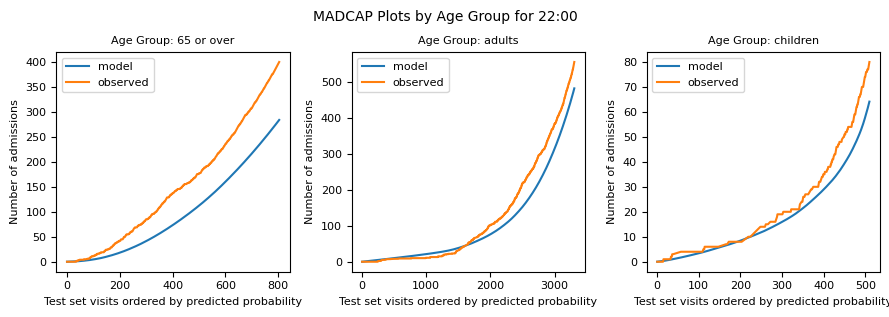 MADCAP Plots by Age Group for 22:00
Age Group: 65 or over
model
observed
Number of admissions
400
350
300
250
200
150
100
50
0
0 200 400 600 800
Test set visits ordered by predicted probability
Age Group: adults
model
observed
Number of admissions
500
400
300
200
100
0
0 1000 2000 3000
Test set visits ordered by predicted probability
Age Group: children
model
observed
Number of admissions
80
70
60
50
40
30
20
10
0
0 100 200 300 400 500
Test set visits ordered by predicted probability